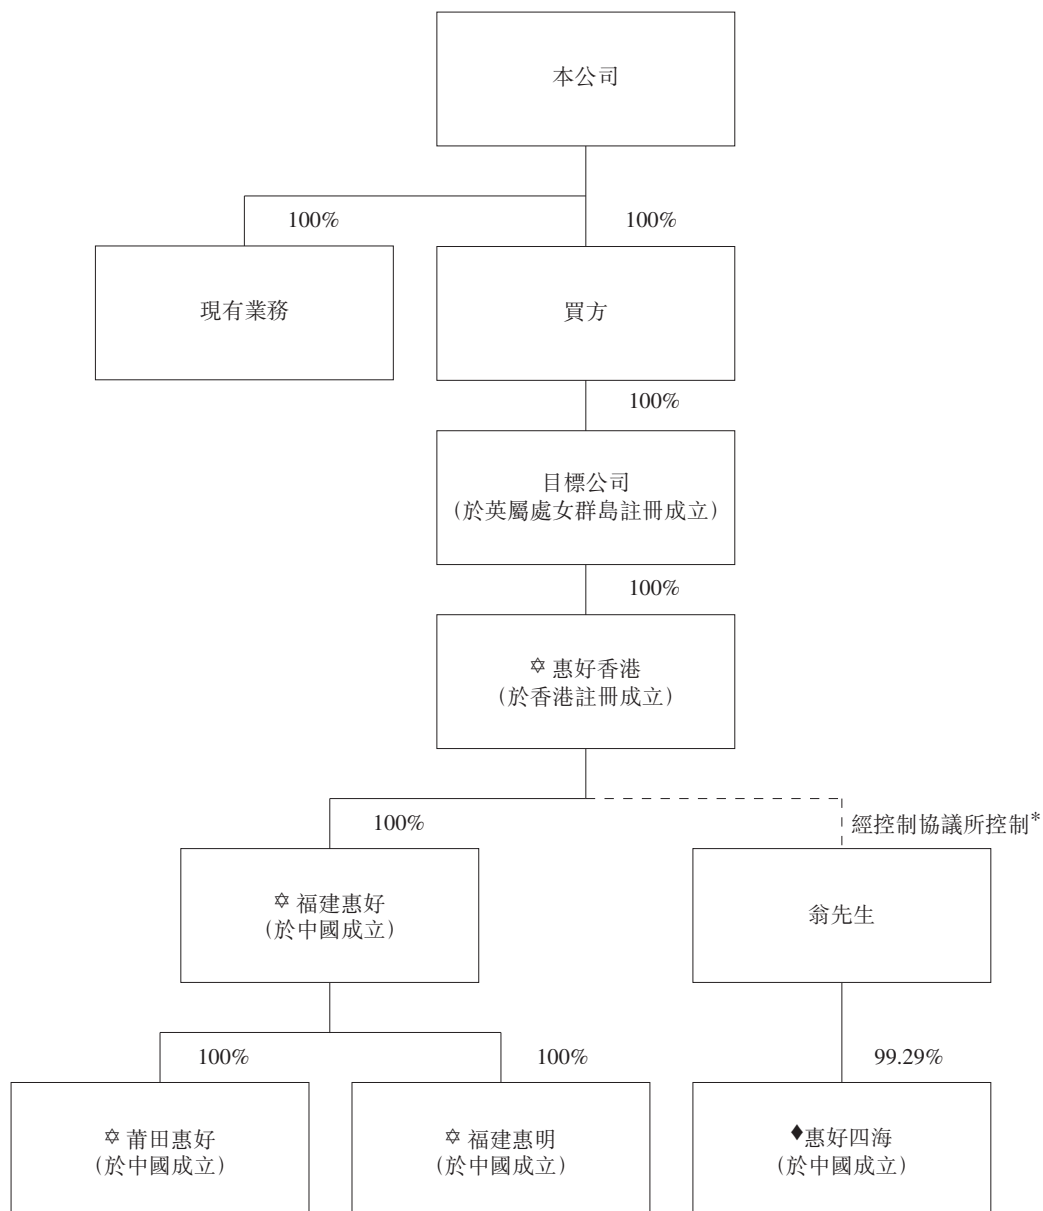 本公司
100%
100%
現有業務
買方
100%
目標公司
(於英屬處女群島註冊成立)
100%
✡ 惠好香港
(於香港註冊成立)
100%
經控制協議所控制*
✡ 福建惠好
(於中國成立)
翁先生
100%
100%
99.29%
✡ 莆田惠好
(於中國成立)
✡ 福建惠明
(於中國成立)
♦惠好四海
(於中國成立)